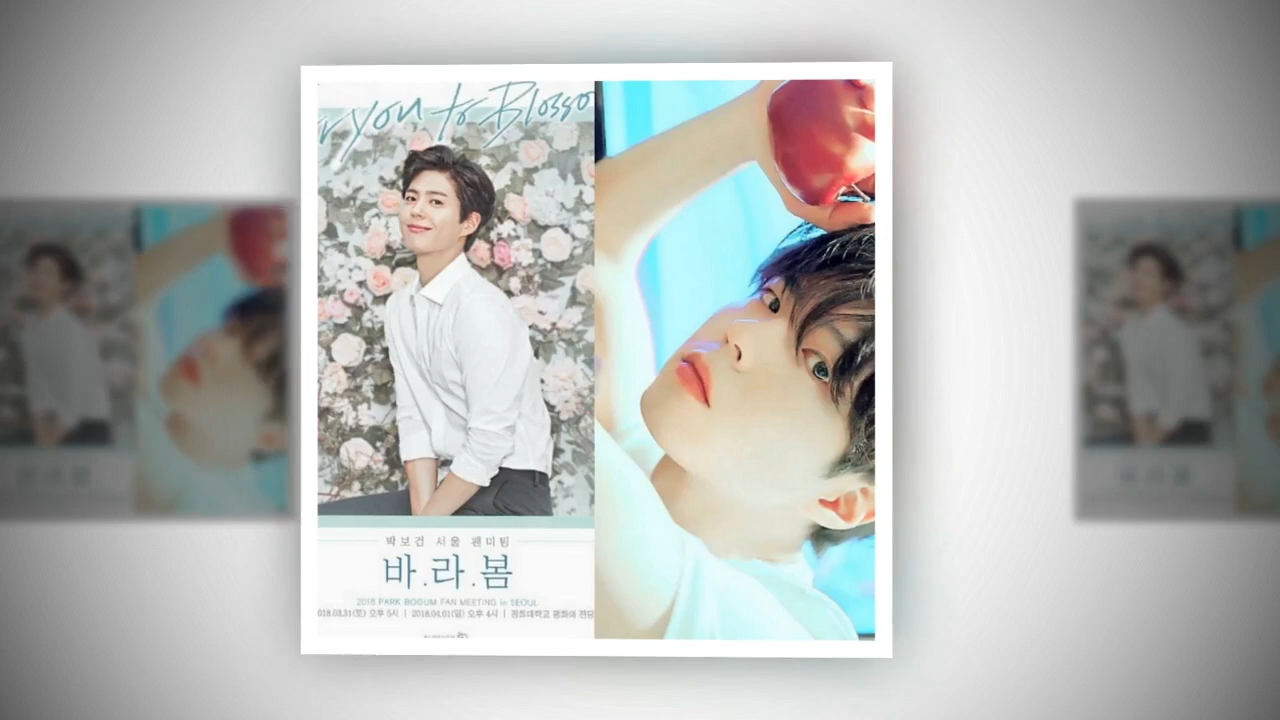 r you to Blosso
박보검 서울 팬미팅
바.라.봄
2018 PARK BOGUM FAN MEETING in SEOUL
018.03.31(토) 오후 5시 | 2018.04.01(일) 오후 4시 | 경희대학교 평화의 전당